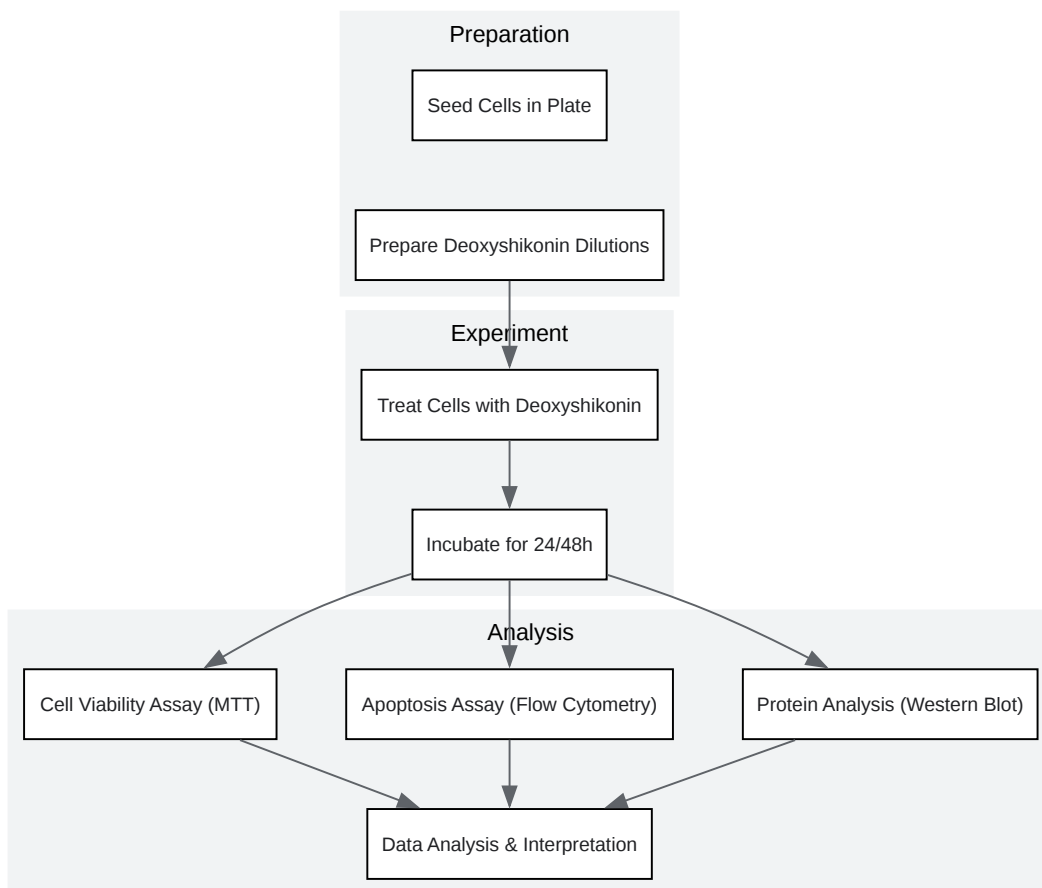 Preparation
Seed Cells in Plate
Prepare Deoxyshikonin Dilutions
Experiment
Treat Cells with Deoxyshikonin
Incubate for 24/48h
Analysis
Cell Viability Assay (MTT)
Apoptosis Assay (Flow Cytometry)
Protein Analysis (Western Blot)
Data Analysis & Interpretation